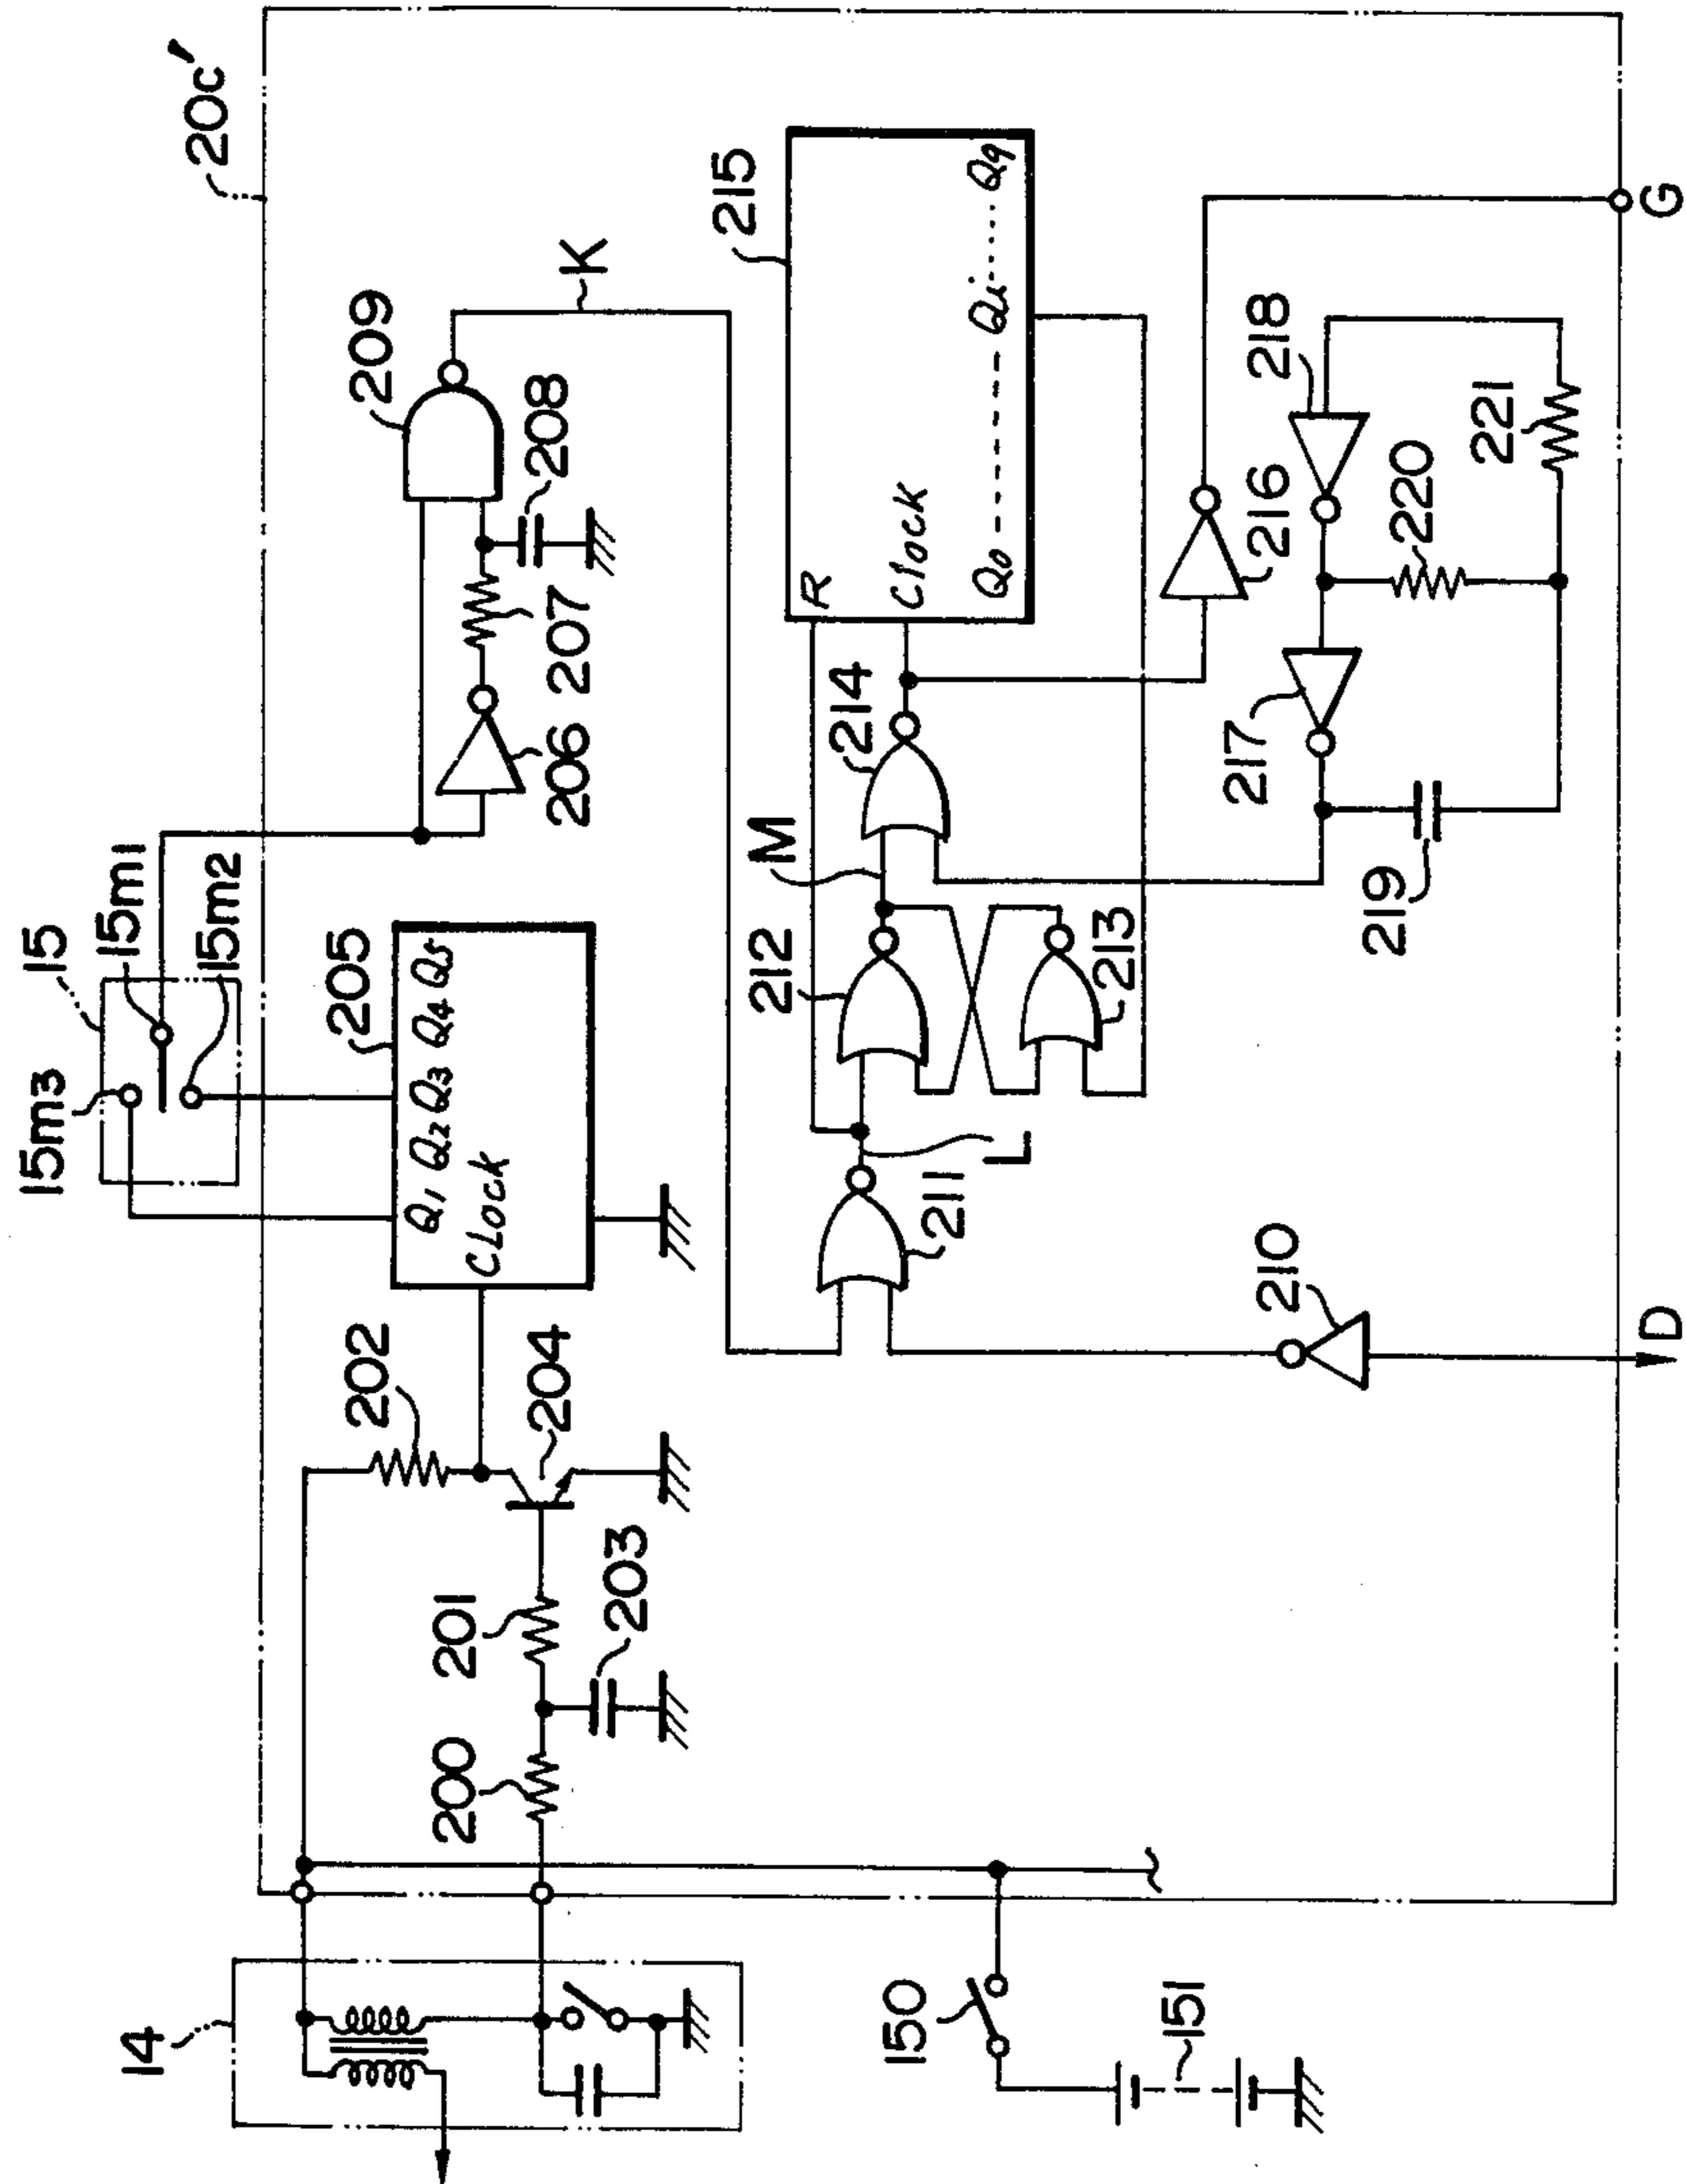 14
150
151
200
201
203
202
204
15m3
15
15m1
15m2
205
Q1 Q2 Q3 Q4 Q5
CLock
206
207
208
209
K
20c'
210
D
211
L
212
213
M
214
215
R
Clock
Q0 ------ Qi ...... Qq
216
217
218
219
220
221
G